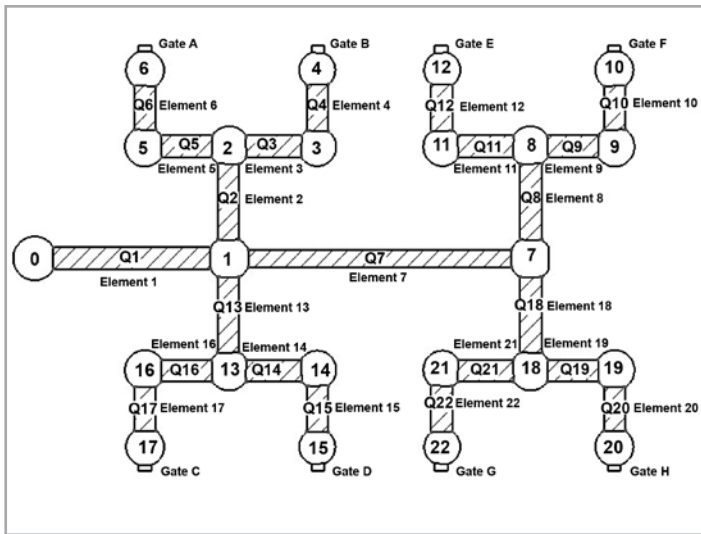 Gate A Gate B Gate E Gate F
6 4 12 10
Q6 Element 6 Q4 Element 4 Q12 Element 12 Q10 Element 10
5 Q5 2 Q3 3 11 Q11 8 Q9 9
Element 5 Element 3 Element 11 Element 9
Q2 Element 2 Q8 Element 8
0 Q1 1 Q7 7
Element 1 Element 7
Q13 Element 13 Q18 Element 18
Element 16 Element 14 Element 21 Element 19
16 Q16 13 Q14 14 21 Q21 18 Q19 19
Q17 Element 17 Q15 Element 15 Q22 Element 22 Q20 Element 20
17 15 22 20
Gate C Gate D Gate G Gate H